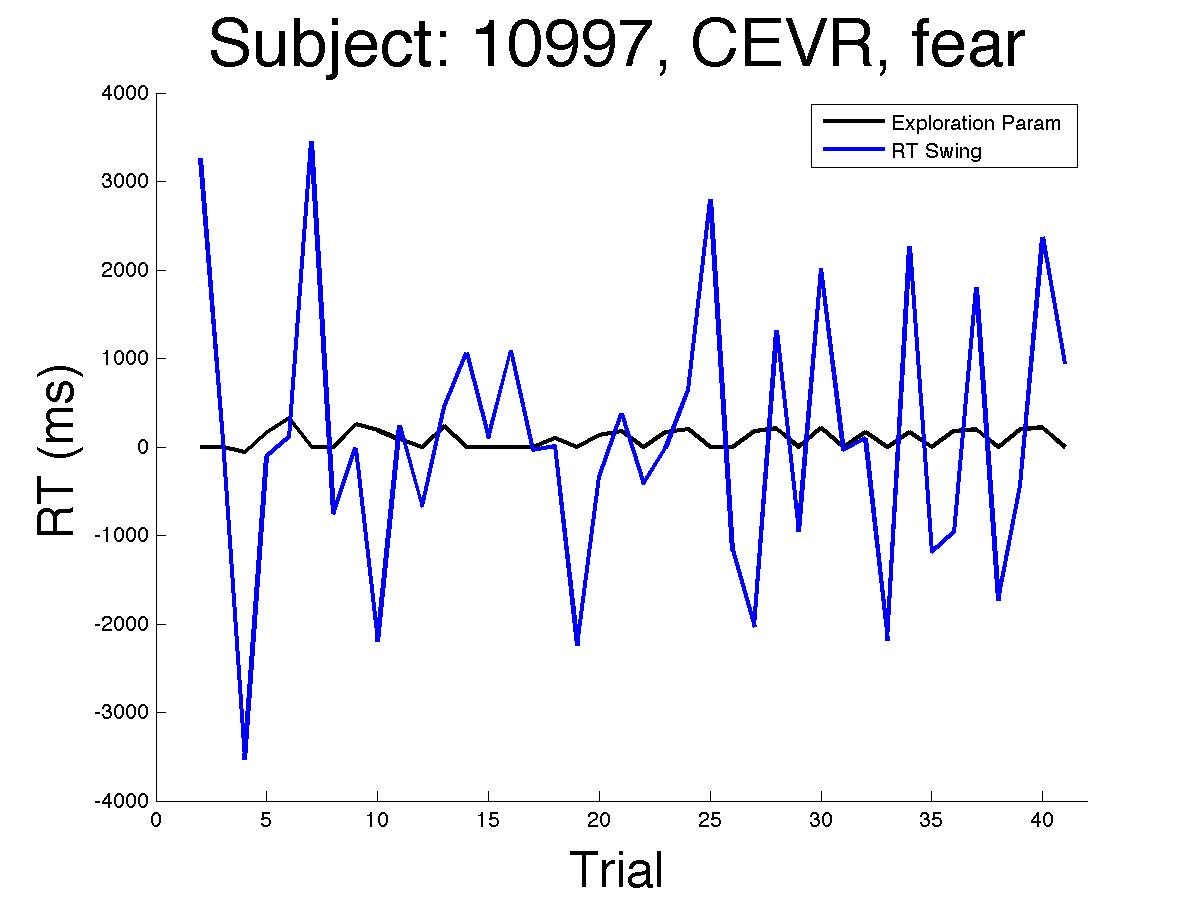 Subject: 10997, CEVR, fear
Exploration Param
RT Swing
4000
3000
2000
1000
0
-1000
-2000
-3000
-4000
RT (ms)
0 5 10 15 20 25 30 35 40
Trial